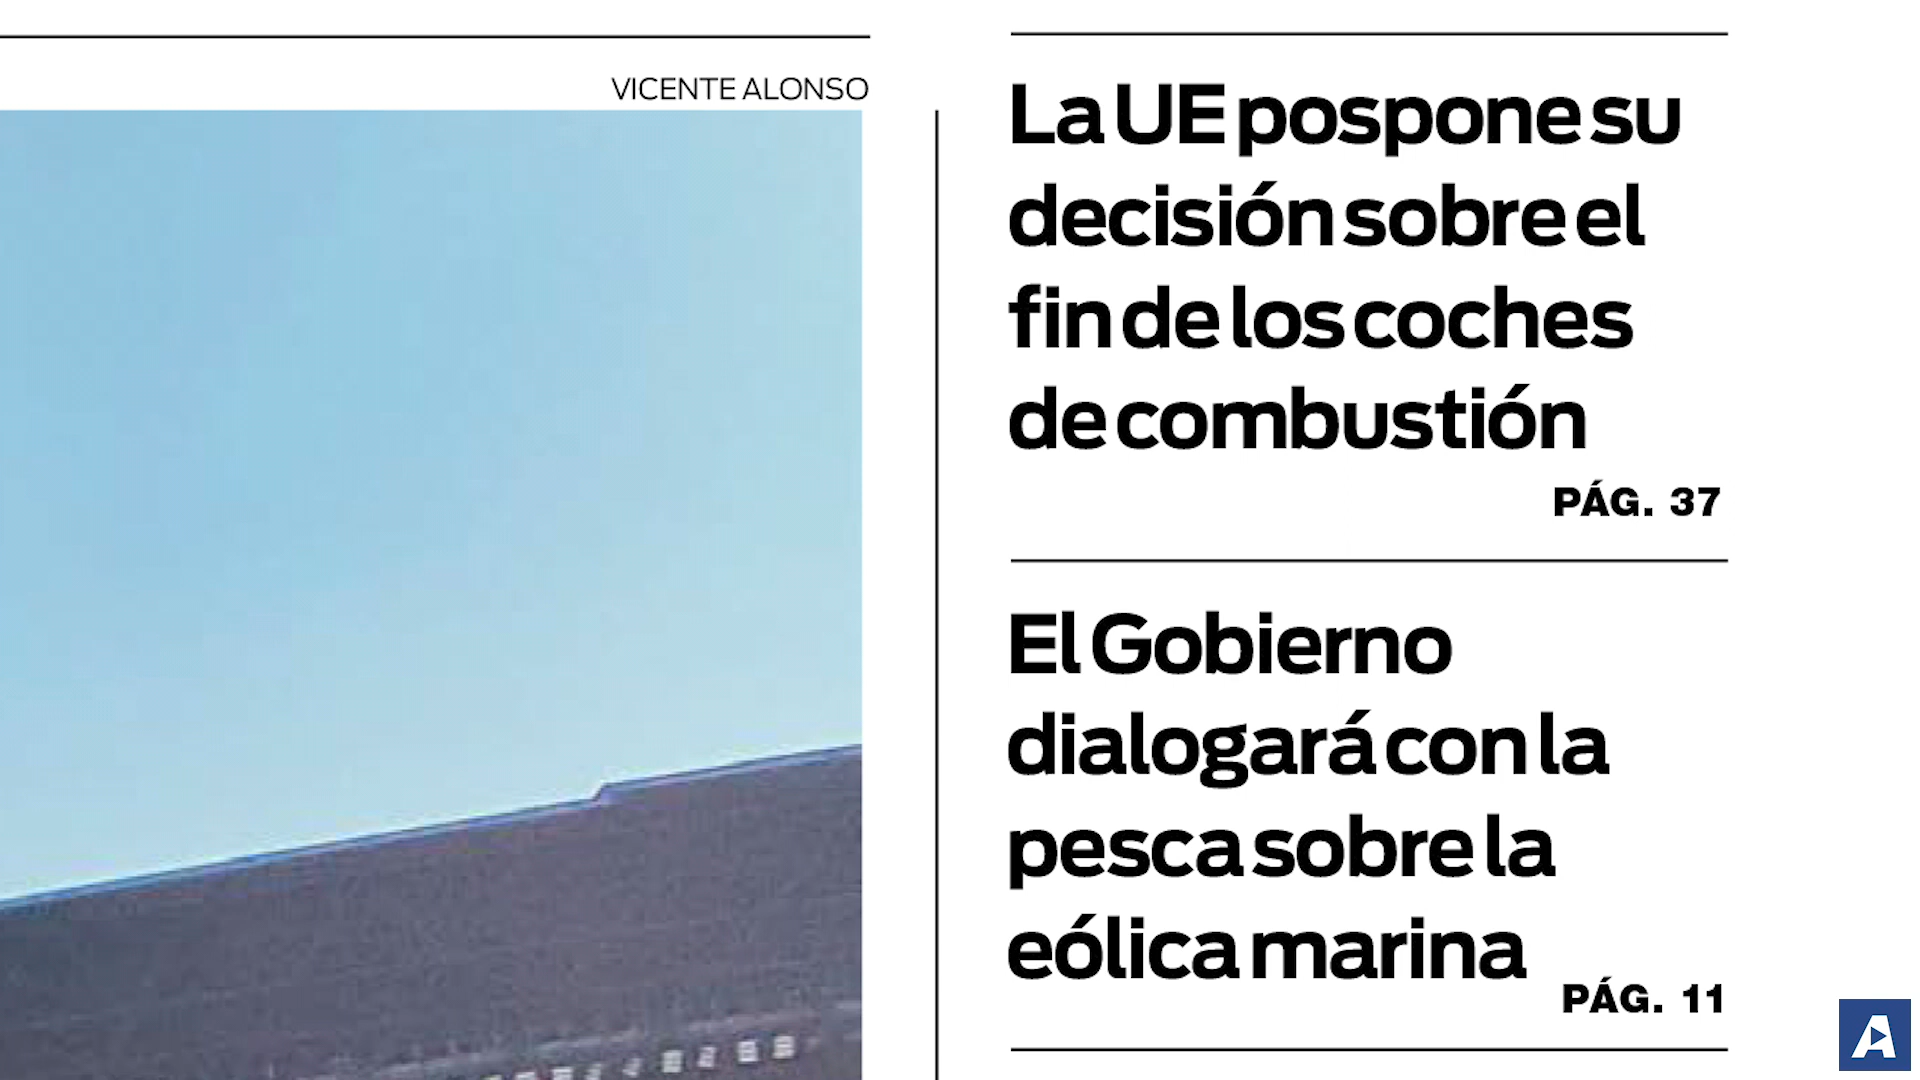 VICENTE ALONSO
La UE pospone su
decisión sobre el
fin de los coches
de combustión
PÁG. 37
El Gobierno
dialogará con la
pesca sobre la
eólica marina
PÁG. 11
A